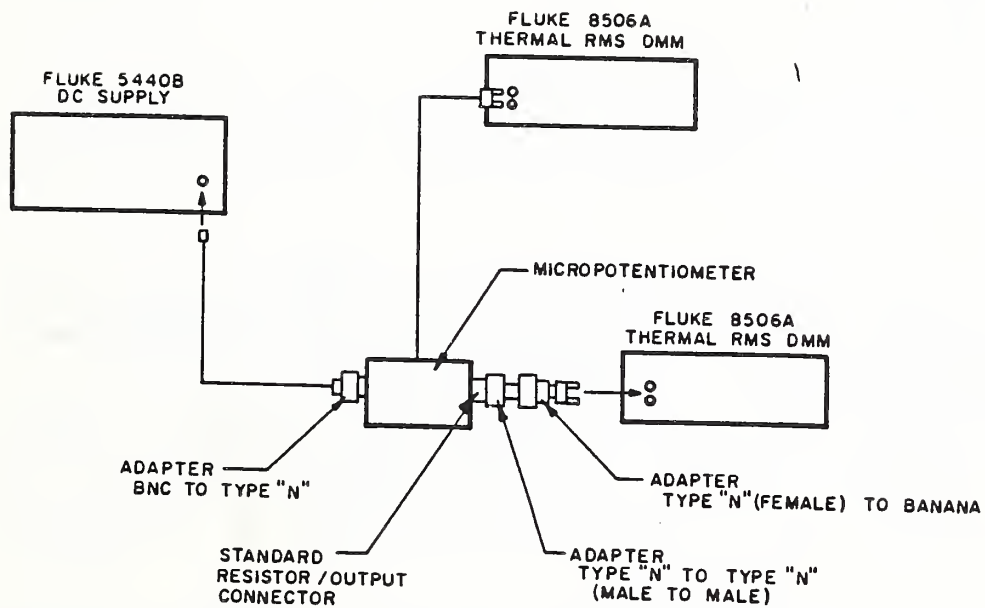 FLUKE 8506A
THERMAL RMS DMM
FLUKE 5440B
DC SUPPLY
MICROPOTENTIOMETER
FLUKE 8506A
THERMAL RMS DMM
ADAPTER
BNC TO TYPE "N"
ADAPTER
TYPE "N" (FEMALE) TO BANANA
STANDARD
RESISTOR/OUTPUT
CONNECTOR
ADAPTER
TYPE "N" TO TYPE "N"
(MALE TO MALE)